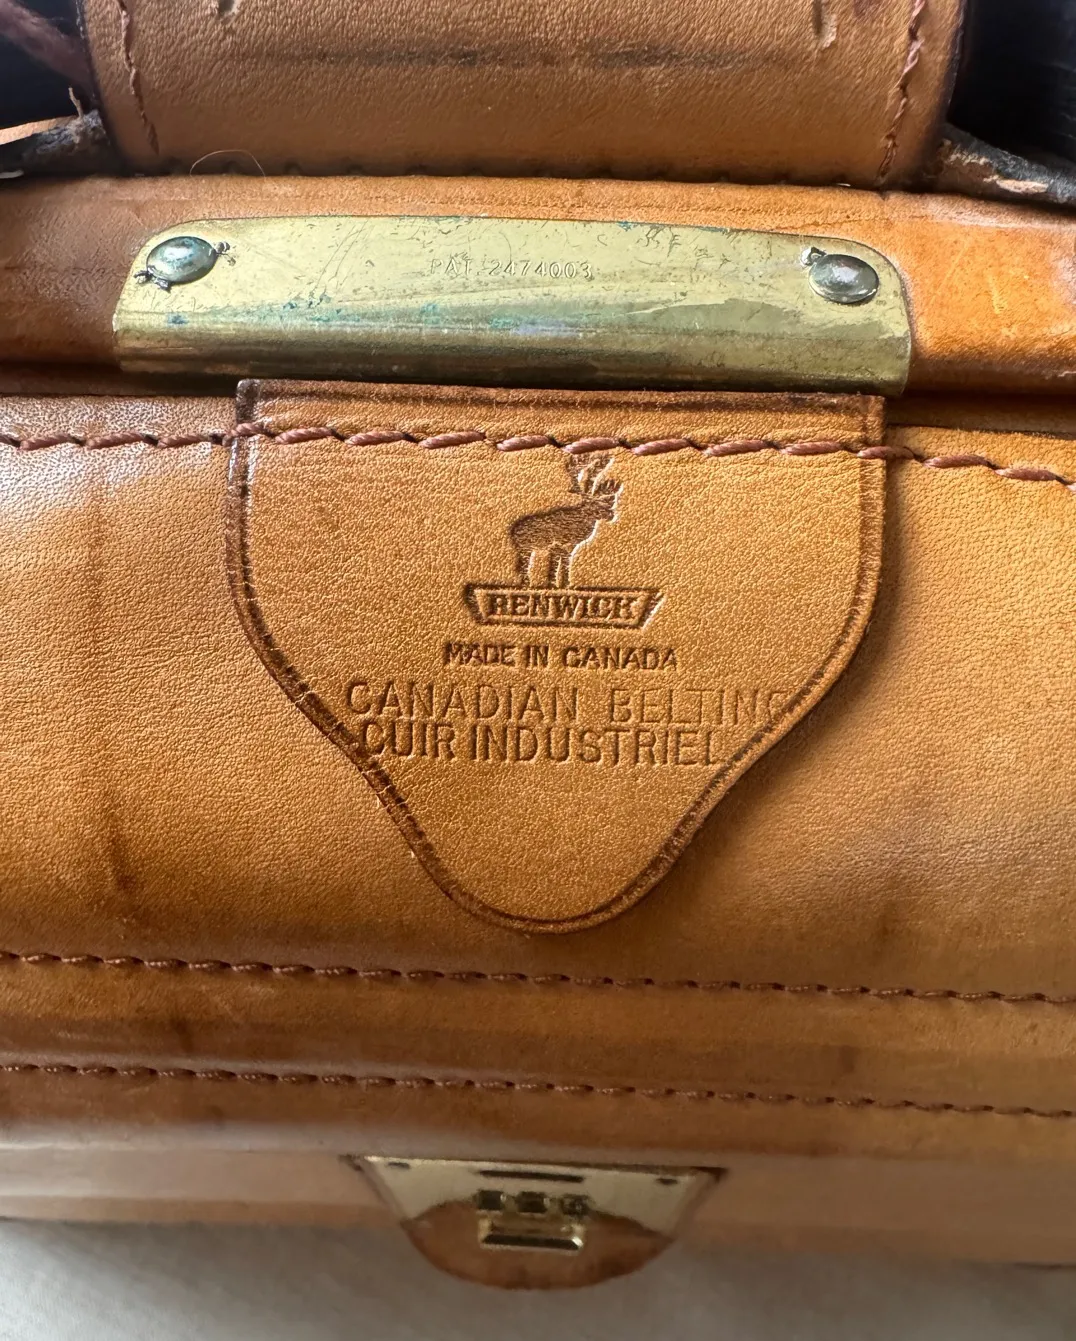 PAT. 2474003
RENWICK
MADE IN CANADA
CANADIAN BELTING
CUIR INDUSTRIEL